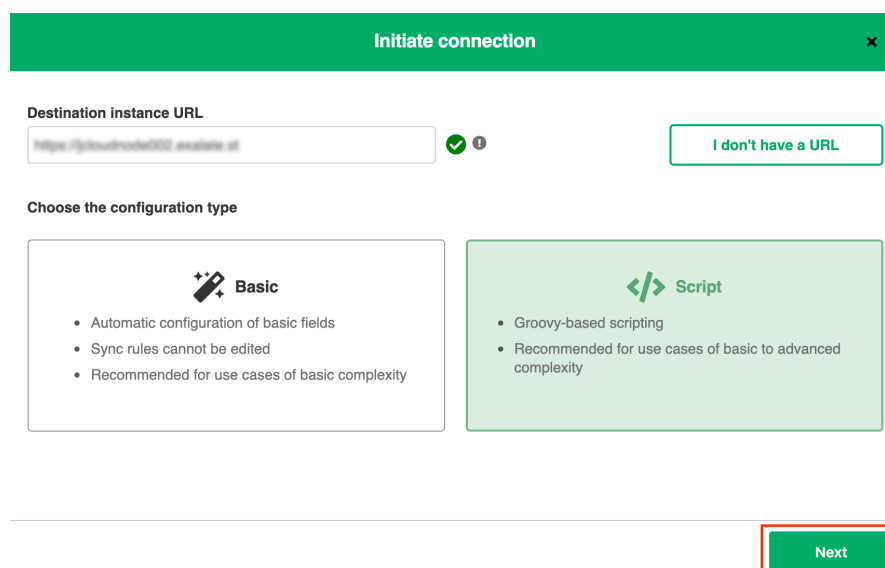 Initiate connection
Destination instance URL
I don't have a URL
Choose the configuration type
Basic
Automatic configuration of basic fields
Sync rules cannot be edited
Recommended for use cases of basic complexity
</> Script
Groovy-based scripting
Recommended for use cases of basic to advanced
complexity
Next